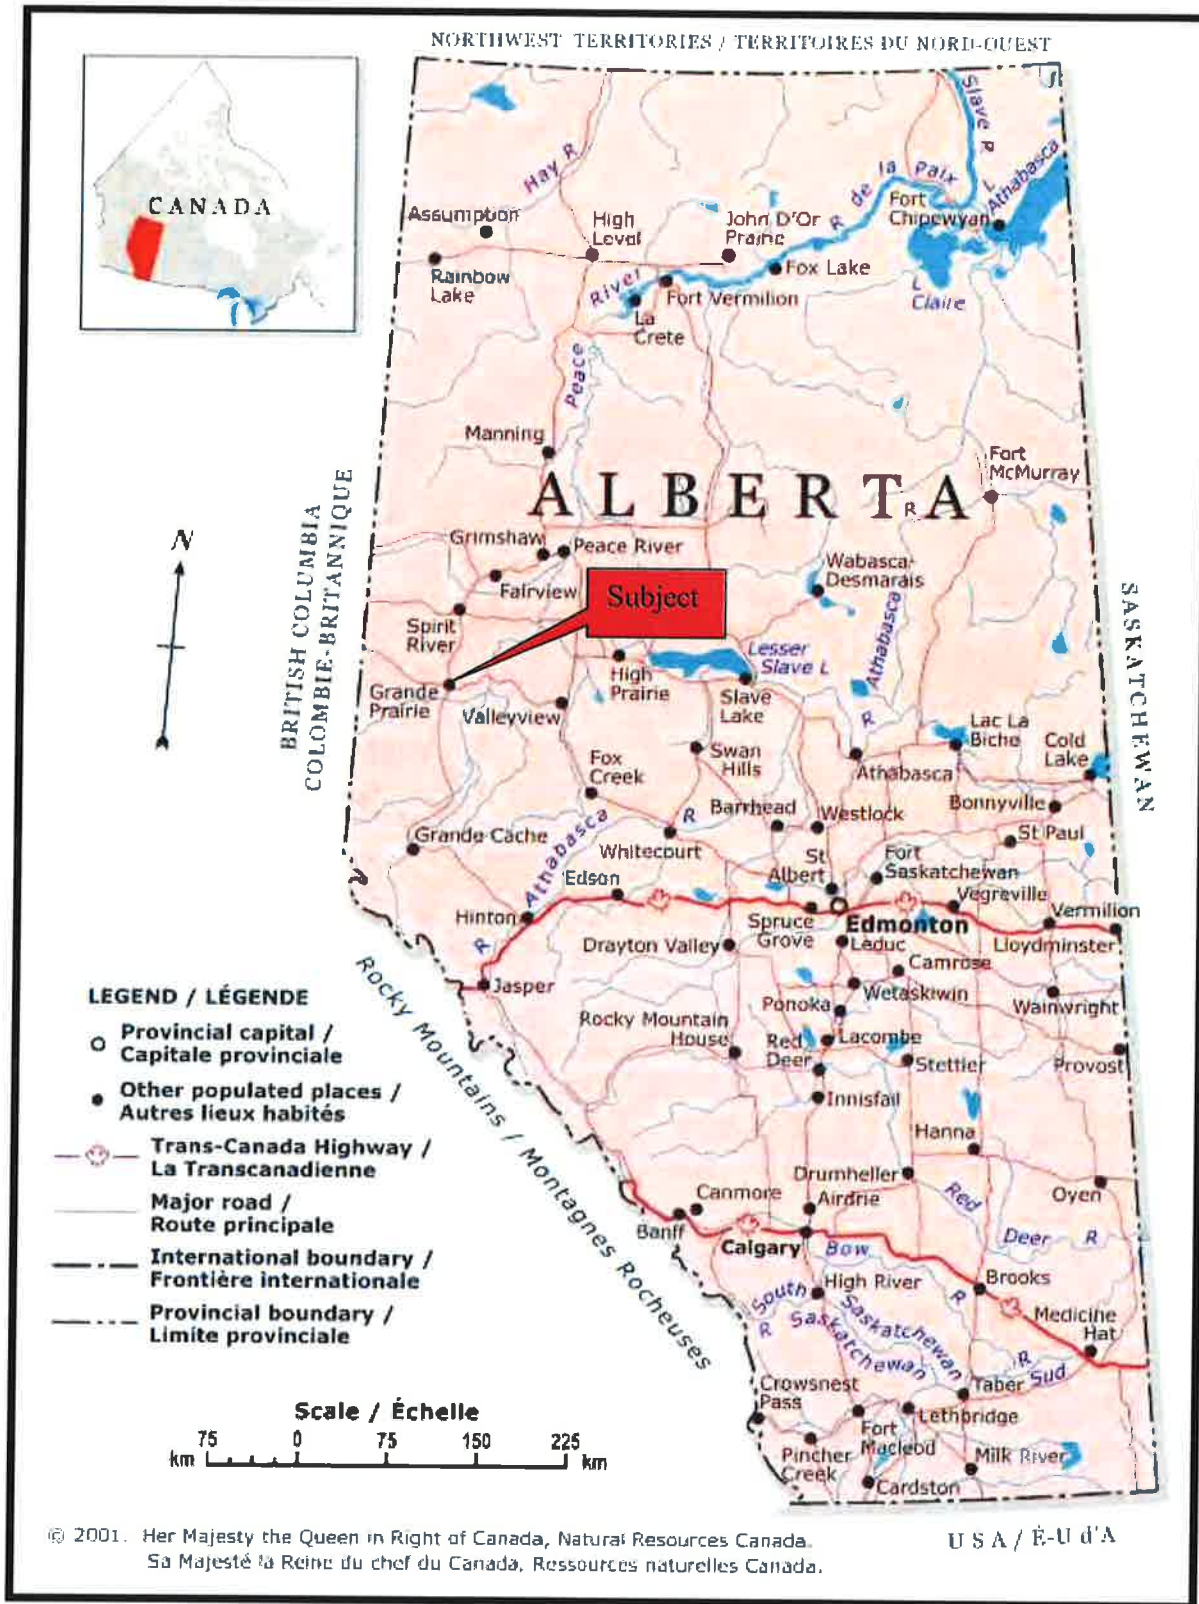 NORTHWEST TERRITORIES / TERRITOIRES DU NORD-OUEST
CANADA
Slave R
Hay R
R de la Paix
L Athabasca
Assumption
High
Level
John D'Or
Prairie
Fort
Chipewyan
Rainbow
Lake
River
Fort Vermilion
Fox Lake
L
Claire
La
Crete
Peace
Manning
Fort
McMurray
ALBERTA
R
N
BRITISH COLUMBIA
COLOMBIE-BRITANNIQUE
Grimshaw
Peace River
Fairview
Subject
Wabasca-
Desmarais
Spirit
River
Athabasca
R
Lesser
Slave L
High
Prairie
Slave
Lake
SASKATCHEWAN
Grande
Prairie
Valleyview
Fox
Creek
Swan
Hills
Athabasca
Lac La
Biche
Cold
Lake
Barrhead
Westlock
Bonnyville
St Paul
Grande Cache
Athabasca
R
Whitecourt
St
Albert
Fort
Saskatchewan
Edson
Vegreville
Hinton
R
Spruce
Grove
Edmonton
Vermilion
Lloydminster
Drayton Valley
Leduc
Camrose
Jasper
Wetaskiwin
Ponoka
Wainwright
Rocky Mountain
House
Red
Deer
Lacombe
Stettler
Provost
Innisfail
Hanna
Rocky Mountains / Montagnes Rocheuses
Drumheller
Oyen
Canmore
Airdrie
Red
Deer R
Banff
Calgary
Bow
R
High River
Brooks
South
Saskatchewan
R
Saskatchewan
R
Sud
Medicine
Hat
Crowsnest
Pass
Taber
Fort
Macleod
Lethbridge
Pincher
Creek
Milk River
Cardston
LEGEND / LÉGENDE
Provincial capital /
Capitale provinciale
Other populated places /
Autres lieux habités
Trans-Canada Highway /
La Transcanadienne
Major road /
Route principale
International boundary /
Frontière internationale
Provincial boundary /
Limite provinciale
Scale / Échelle
75 0 75 150 225
km km
© 2001. Her Majesty the Queen in Right of Canada, Natural Resources Canada.
Sa Majesté la Reine du chef du Canada, Ressources naturelles Canada.
U S A / É-U d'A